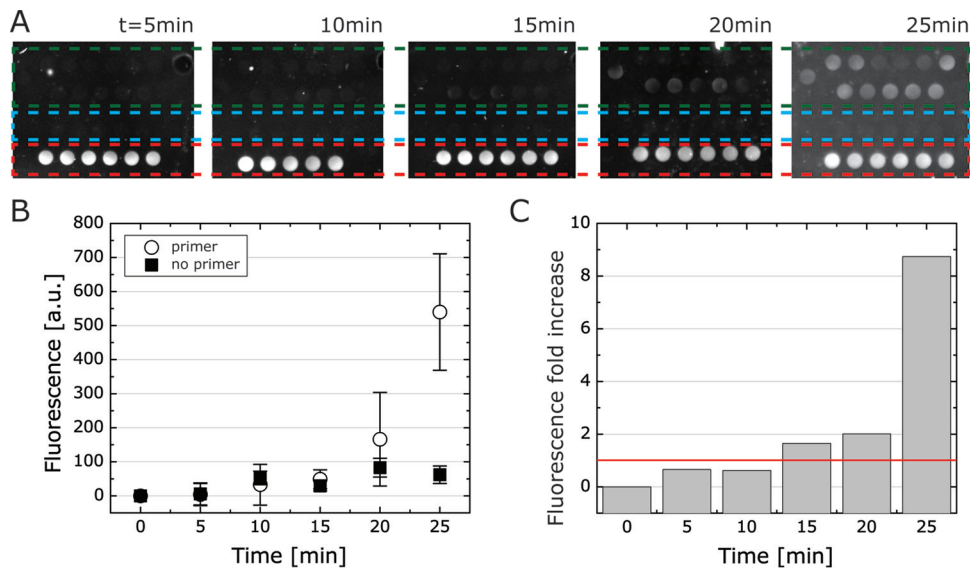 A
t=5min 10min 15min 20min 25min
B
C
800
700
600
500
400
300
200
100
0
Fluorescence [a.u.]
primer
no primer
0 5 10 15 20 25
Time [min]
10
8
6
4
2
0
Fluorescence fold increase
0 5 10 15 20 25
Time [min]